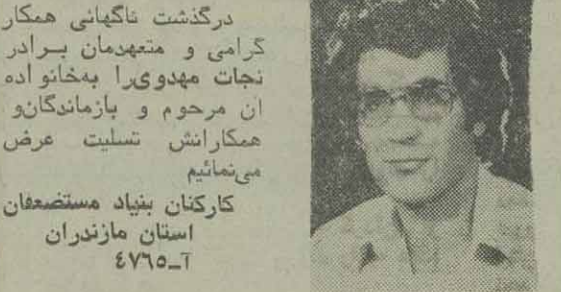 درگذشت ناگهانی همکار
گرامی و متعهدمان برادر
نجات مهدوی‌را به‌خانواده
ان مرحوم و بازماندگان‌و
همکارانش تسلیت عرض
می‌نمائیم
کارکنان بنیاد مستضعفان
استان مازندران
آ-۴۷۶۵